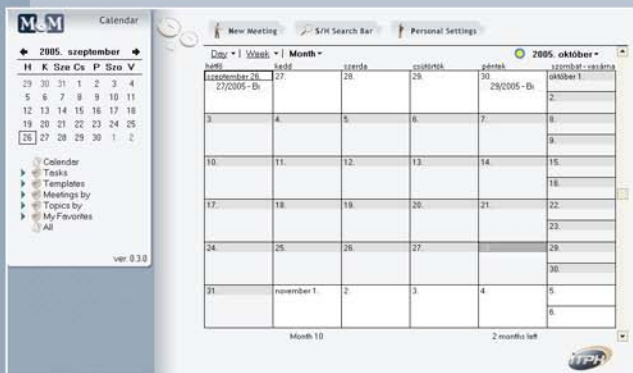 M&M
Calendar
2005. szeptember
H K Sze Cs P Szo V
29 30 31 1 2 3 4
5 6 7 8 9 10 11
12 13 14 15 16 17 18
19 20 21 22 23 24 25
26 27 28 29 30 1 2
Calendar
Tasks
Templates
Meetings by
Topics by
My Favorites
All
ver. 0.3.0
New Meeting
S/H Search Bar
Personal Settings
Day Week Month
2005. október
hétfő kedd szerda csütörtök péntek szombat - vasárna
szeptember 26. 27. 28. 29. 30. október 1.
27/2005 - Bi 29/2005 - Bi
2.
3. 4. 5. 6. 7. 8.
9.
10. 11. 12. 13. 14. 15.
16.
17. 18. 19. 20. 21. 22.
23.
24. 25. 26. 27. 29.
30.
31. november 1. 2. 3. 4. 5.
6.
Month 10 2 months left
ITPH